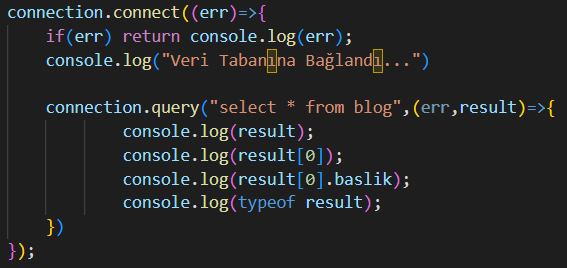 connection.connect((err)=>{
    if(err) return console.log(err);
    console.log("Veri Tabanına Bağlandı...")

    connection.query("select * from blog",(err,result)=>{
            console.log(result);
            console.log(result[0]);
            console.log(result[0].baslik);
            console.log(typeof result);
    })
});